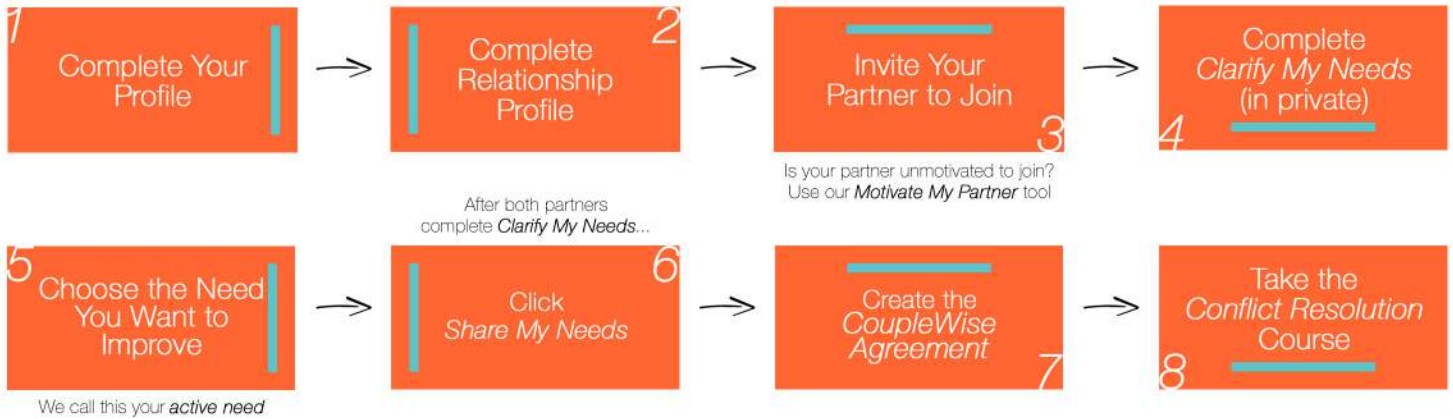 1
Complete Your
Profile
2
Complete
Relationship
Profile
Invite Your
Partner to Join
3
Is your partner unmotivated to join?
Use our Motivate My Partner tool
Complete
Clarify My Needs
(in private)
4
5
Choose the Need
You Want to
Improve
We call this your active need
After both partners
complete Clarify My Needs...
6
Click
Share My Needs
Create the
CoupleWise
Agreement
7
Take the
Conflict Resolution
Course
8